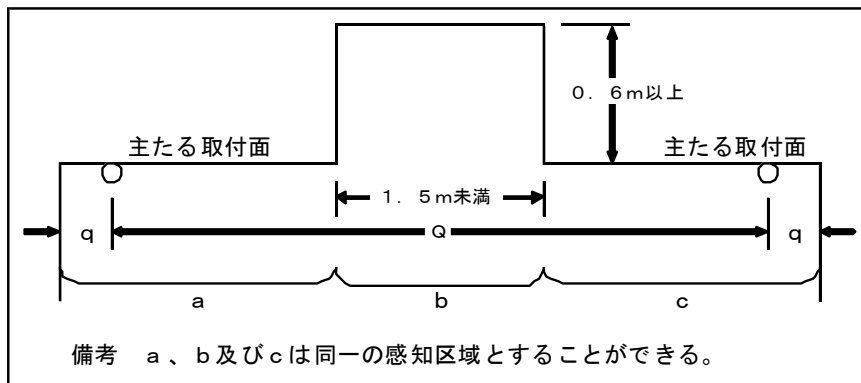 0.6m以上
主たる取付面 主たる取付面
1.5m未満
q Q q
a b c
備考 a、b及びcは同一の感知区域とすることができる。